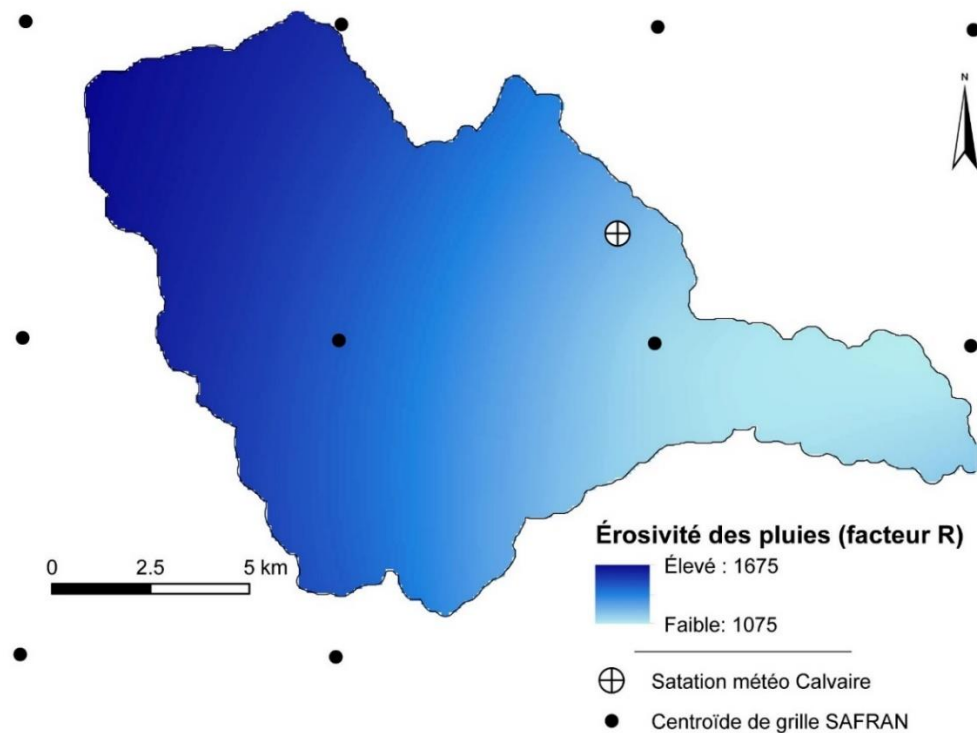 N
0 2.5 5 km
Érosivité des pluies (facteur R)
Élevé : 1675
Faible: 1075
Satation météo Calvaire
Centroïde de grille SAFRAN